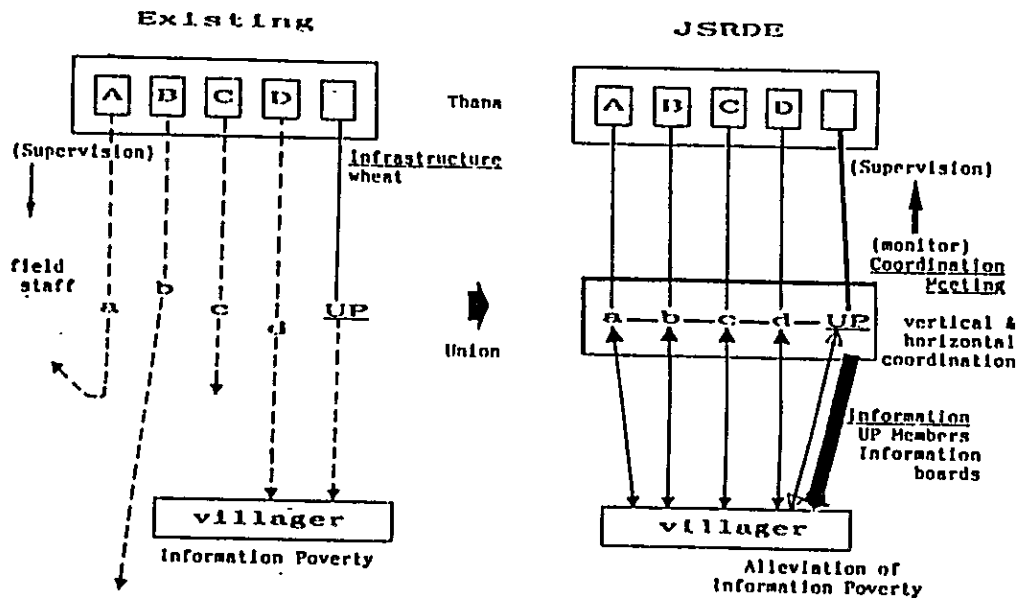 Existing
A B C D
Thana
(Supervision)
Infrastructure
wheat
field
staff
a b c d UP
Union
villager
Information Poverty
JSRDE
A B C D
(Supervision)
(monitor)
Coordination
Meeting
a b c d UP
vertical &
horizontal
coordination
Information
UP Members
Information
boards
villager
Alleviation of
Information Poverty